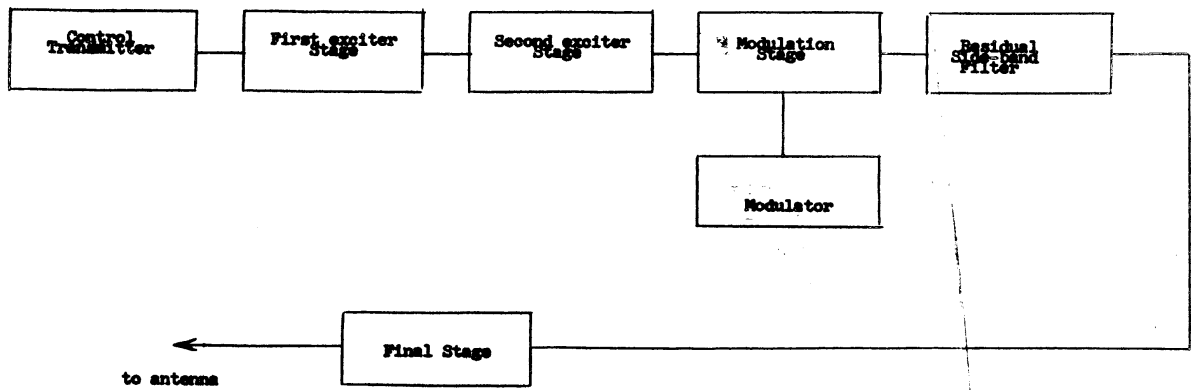 Control
Transmitter
First exciter
Stage
Second exciter
Stage
Modulation
Stage
Residual
Side-band
Filter
Modulator
Final Stage
to antenna